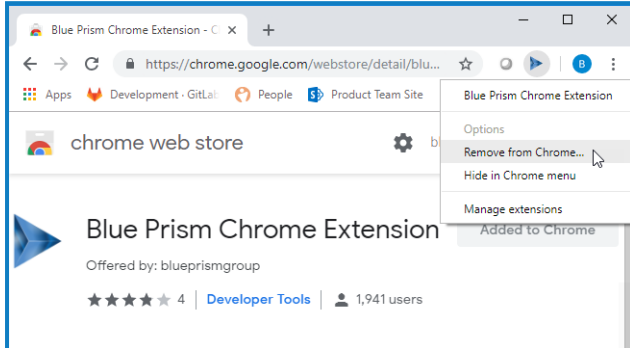 Blue Prism Chrome Extension - C
https://chrome.google.com/webstore/detail/blu...
B
Apps Development · GitLab People Product Team Site
Blue Prism Chrome Extension
Options
Remove from Chrome...
Hide in Chrome menu
Manage extensions
chrome web store
Blue Prism Chrome Extension
Added to Chrome
Offered by: blueprismgroup
4 Developer Tools 1,941 users